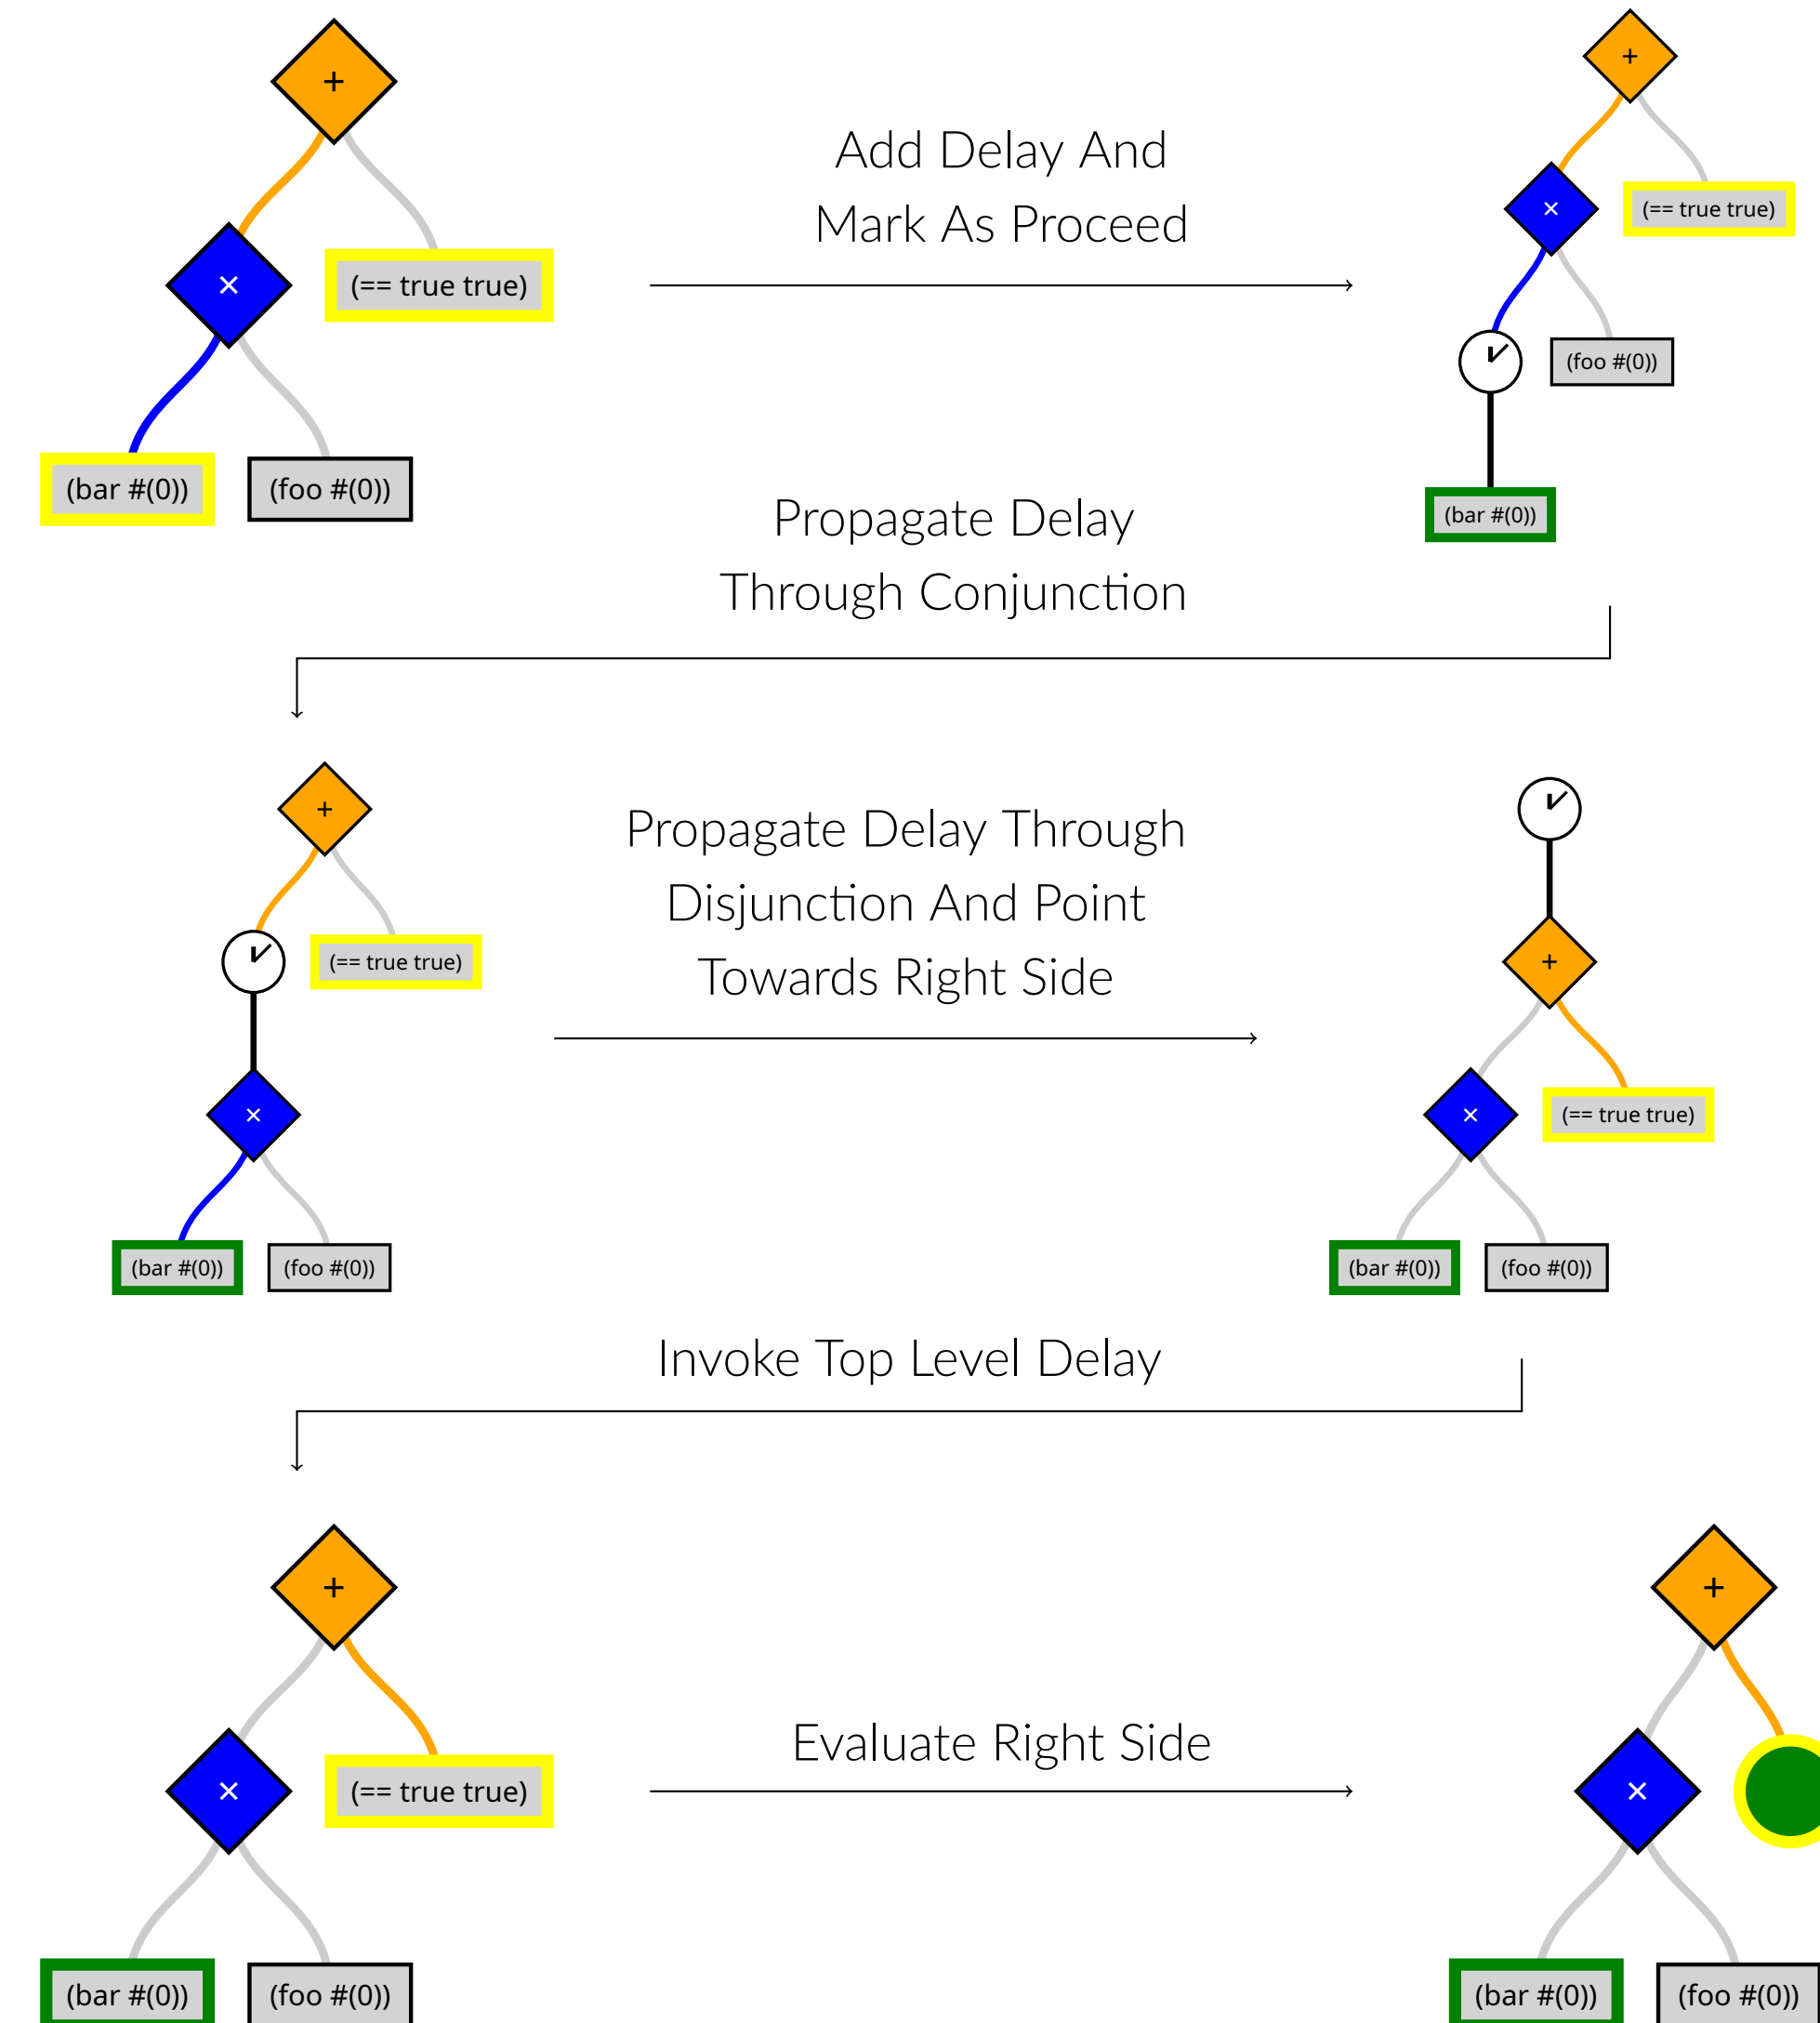 +
Add Delay And
Mark As Proceed
×
(== true true)
(bar #(0))
(foo #(0))
+
×
(== true true)
(foo #(0))
(bar #(0))
Propagate Delay
Through Conjunction
+
(== true true)
×
(bar #(0))
(foo #(0))
Propagate Delay Through
Disjunction And Point
Towards Right Side
+
×
(== true true)
(bar #(0))
(foo #(0))
Invoke Top Level Delay
+
×
(== true true)
(bar #(0))
(foo #(0))
Evaluate Right Side
+
×
(bar #(0))
(foo #(0))